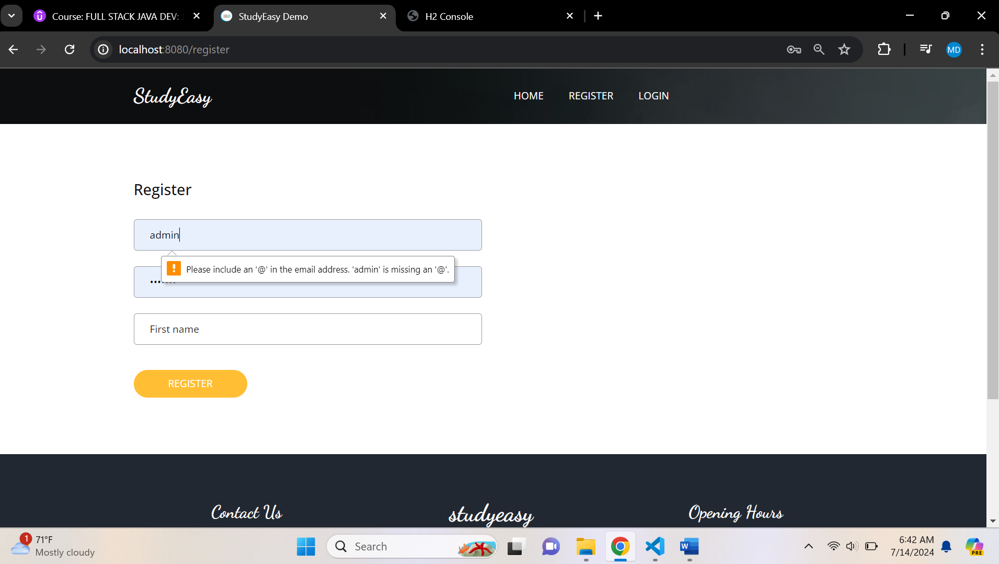 Course: FULL STACK JAVA DEV: J
StudyEasy Demo
H2 Console
localhost:8080/register
MD
StudyEasy
HOME
REGISTER
LOGIN
Register
admin
Please include an '@' in the email address. 'admin' is missing an '@'.
First name
REGISTER
Contact Us
studyeasy
Opening Hours
1
71°F
Mostly cloudy
Search
6:42 AM
7/14/2024
PRE